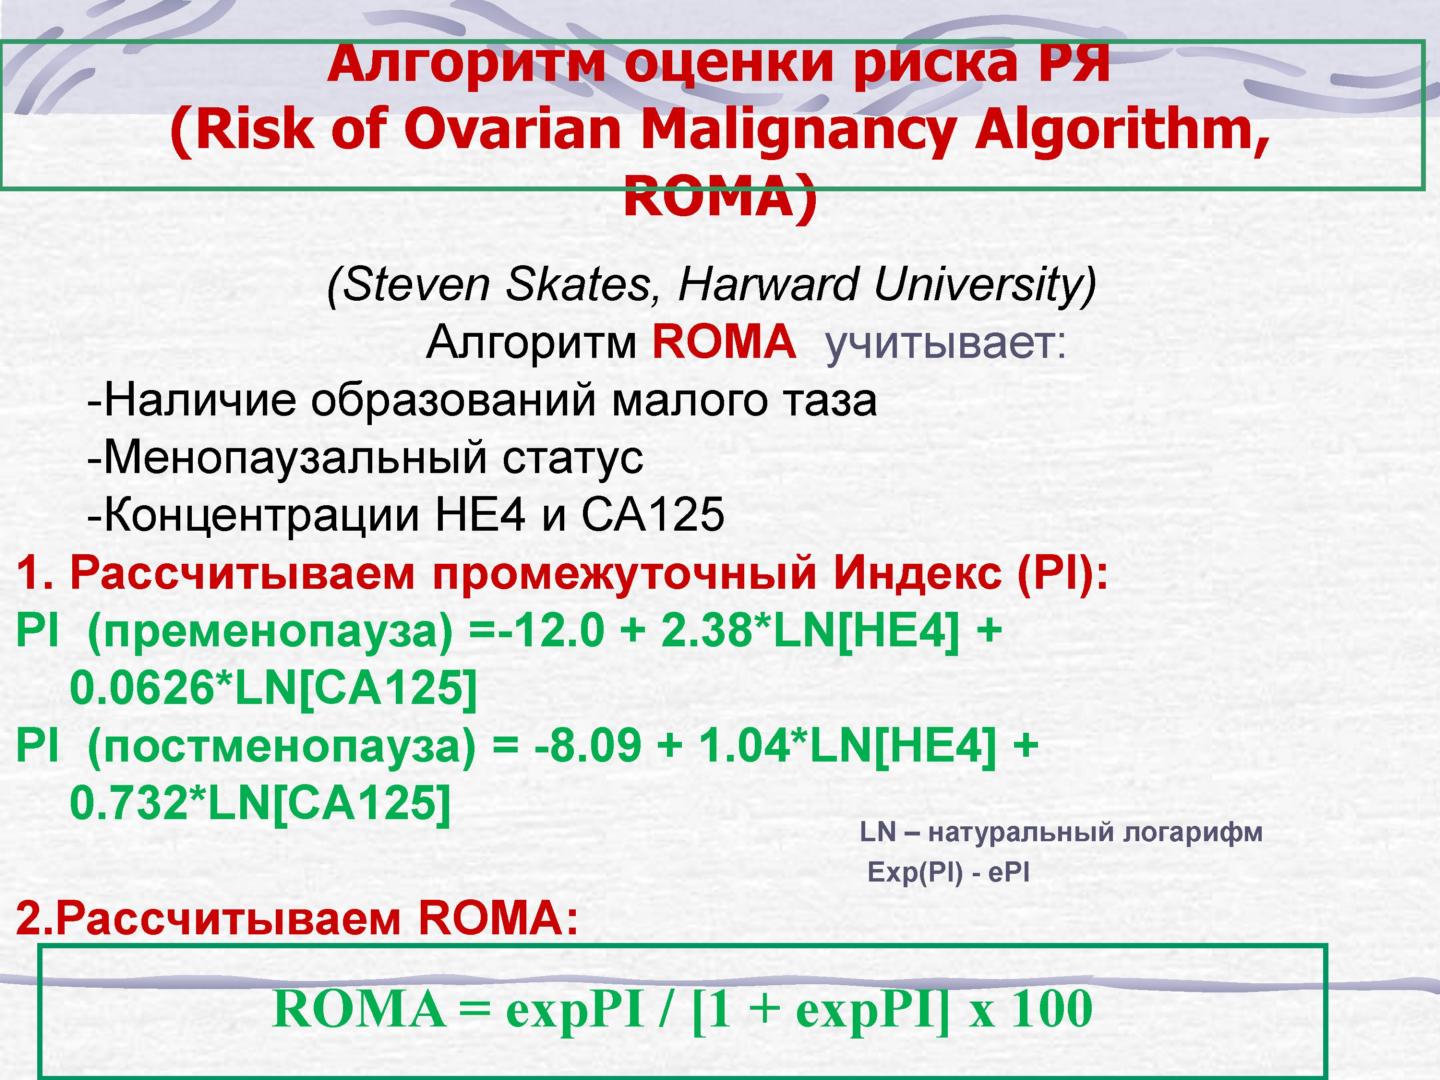 Алгоритм оценки риска РЯ
(Risk of Ovarian Malignancy Algorithm,
ROMA)
(Steven Skates, Harward University)
Алгоритм ROMA учитывает:
-Наличие образований малого таза
-Менопаузальный статус
-Концентрации НЕ4 и СА125
1. Рассчитываем промежуточный Индекс (PI):
PI (пременопауза) =-12.0 + 2.38*LN[HE4] +
0.0626*LN[CA125]
PI (постменопауза) = -8.09 + 1.04*LN[HE4] +
0.732*LN[CA125]
LN – натуральный логарифм
Exp(PI) - ePI
2.Рассчитываем ROMA:
ROMA = expPI / [1 + expPI] x 100